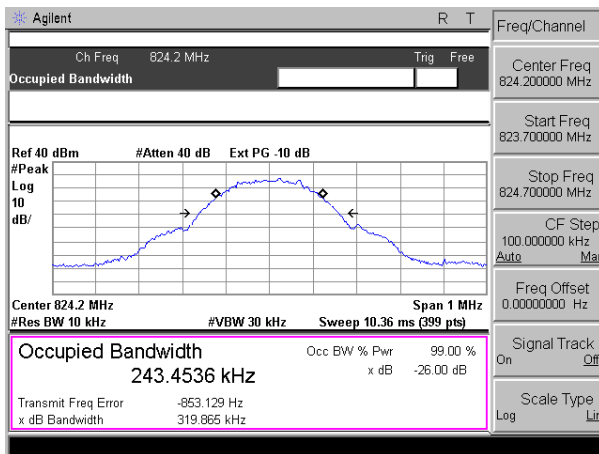 Agilent R T
Ch Freq 824.2 MHz Trig Free
Occupied Bandwidth
Ref 40 dBm #Atten 40 dB Ext PG -10 dB
#Peak
Log
10
dB/
Center 824.2 MHz Span 1 MHz
#Res BW 10 kHz #VBW 30 kHz Sweep 10.36 ms (399 pts)
Occupied Bandwidth Occ BW % Pwr 99.00 %
243.4536 kHz x dB -26.00 dB
Transmit Freq Error -853.129 Hz
x dB Bandwidth 319.865 kHz
Freq/Channel
Center Freq
824.200000 MHz
Start Freq
823.700000 MHz
Stop Freq
824.700000 MHz
CF Step
100.000000 kHz
Auto Ma
Freq Offset
0.00000000 Hz
Signal Track
On Off
Scale Type
Log Lin